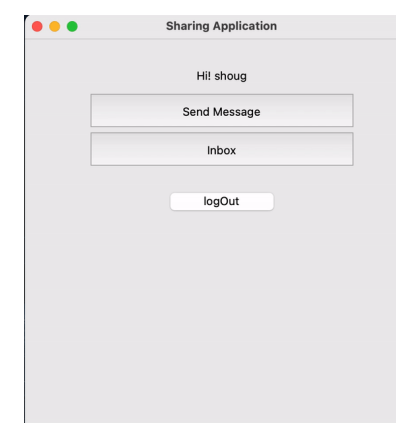 Sharing Application
Hi! shoug
Send Message
Inbox
logOut